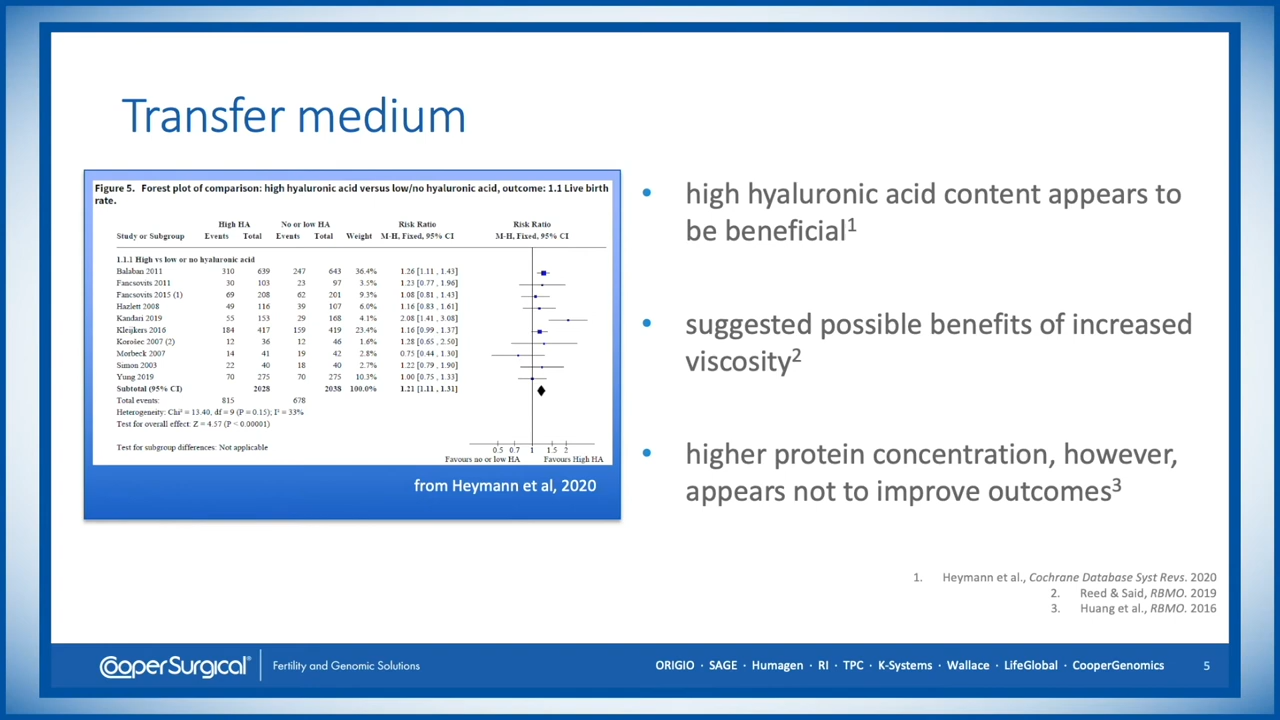 Transfer medium
Figure 5. Forest plot of comparison: high hyaluronic acid versus low/no hyaluronic acid, outcome: 1.1 Live birth
rate.
High HA No or low HA Risk Ratio Risk Ratio
Study or Subgroup Events Total Events Total Weight M-H, Fixed, 95% CI M-H, Fixed, 95% CI
1.1.1 High vs low or no hyaluronic acid
Balaban 2011 310 639 247 643 36.4% 1.26 [1.11 , 1.43]
Fancsovits 2011 30 103 23 97 3.5% 1.23 [0.77 , 1.96]
Fancsovits 2015 (1) 69 208 62 201 9.3% 1.08 [0.81 , 1.43]
Hazlett 2008 49 116 39 107 6.0% 1.16 [0.83 , 1.61]
Kandari 2019 55 153 29 168 4.1% 2.08 [1.41 , 3.08]
Kleijkers 2016 184 417 159 419 23.4% 1.16 [0.99 , 1.37]
Korošec 2007 (2) 12 36 12 46 1.6% 1.28 [0.65 , 2.50]
Morbeck 2007 14 41 19 42 2.8% 0.75 [0.44 , 1.30]
Simon 2003 22 40 18 40 2.7% 1.22 [0.79 , 1.90]
Yung 2019 70 275 70 275 10.3% 1.00 [0.75 , 1.33]
Subtotal (95% CI) 2028 2038 100.0% 1.21 [1.11 , 1.31]
Total events: 815 678
Heterogeneity: Chi² = 13.40, df = 9 (P = 0.15); I² = 33%
Test for overall effect: Z = 4.57 (P < 0.00001)
Test for subgroup differences: Not applicable
0.5 0.7 1 1.5 2
Favours no or low HA Favours High HA
from Heymann et al, 2020
• high hyaluronic acid content appears to
be beneficial¹
• suggested possible benefits of increased
viscosity²
• higher protein concentration, however,
appears not to improve outcomes³
1. Heymann et al., Cochrane Database Syst Revs. 2020
2. Reed & Said, RBMO. 2019
3. Huang et al., RBMO. 2016
CooperSurgical® Fertility and Genomic Solutions
ORIGIO · SAGE · Humagen · RI · TPC · K-Systems · Wallace · LifeGlobal · CooperGenomics 5